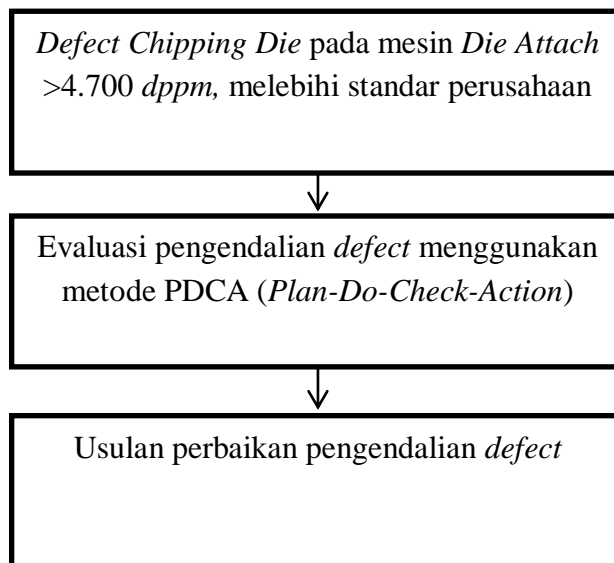 Defect Chipping Die pada mesin Die Attach
>4.700 dppm, melebihi standar perusahaan
Evaluasi pengendalian defect menggunakan
metode PDCA (Plan-Do-Check-Action)
Usulan perbaikan pengendalian defect